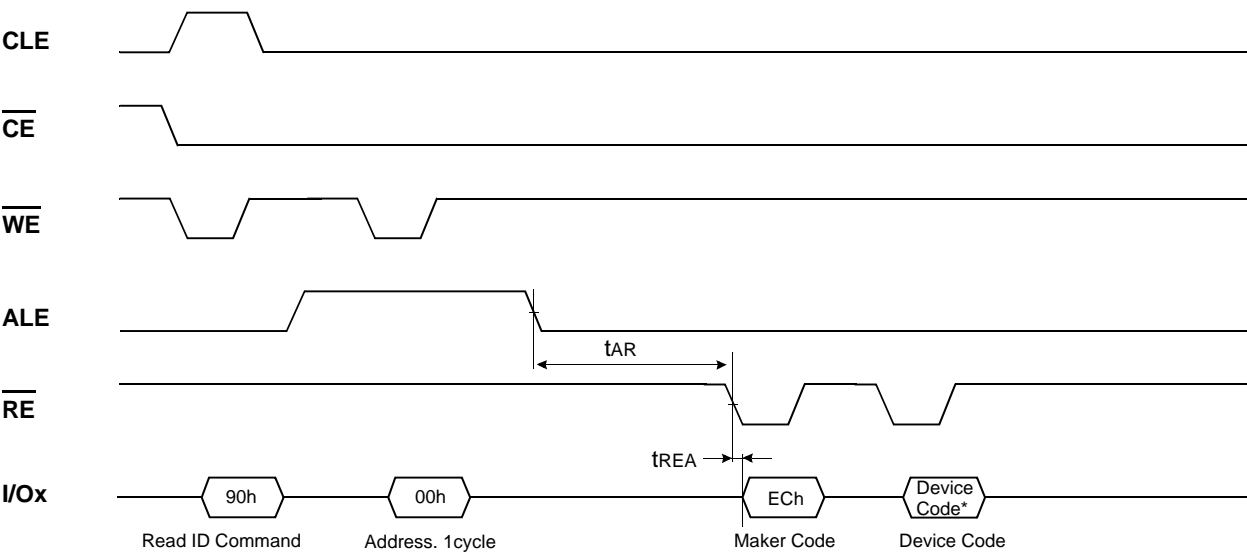 CLE
CE
WE
ALE
tAR
RE
tREA
I/Ox
90h
00h
ECh
Device
Code*
Read ID Command
Address. 1cycle
Maker Code
Device Code